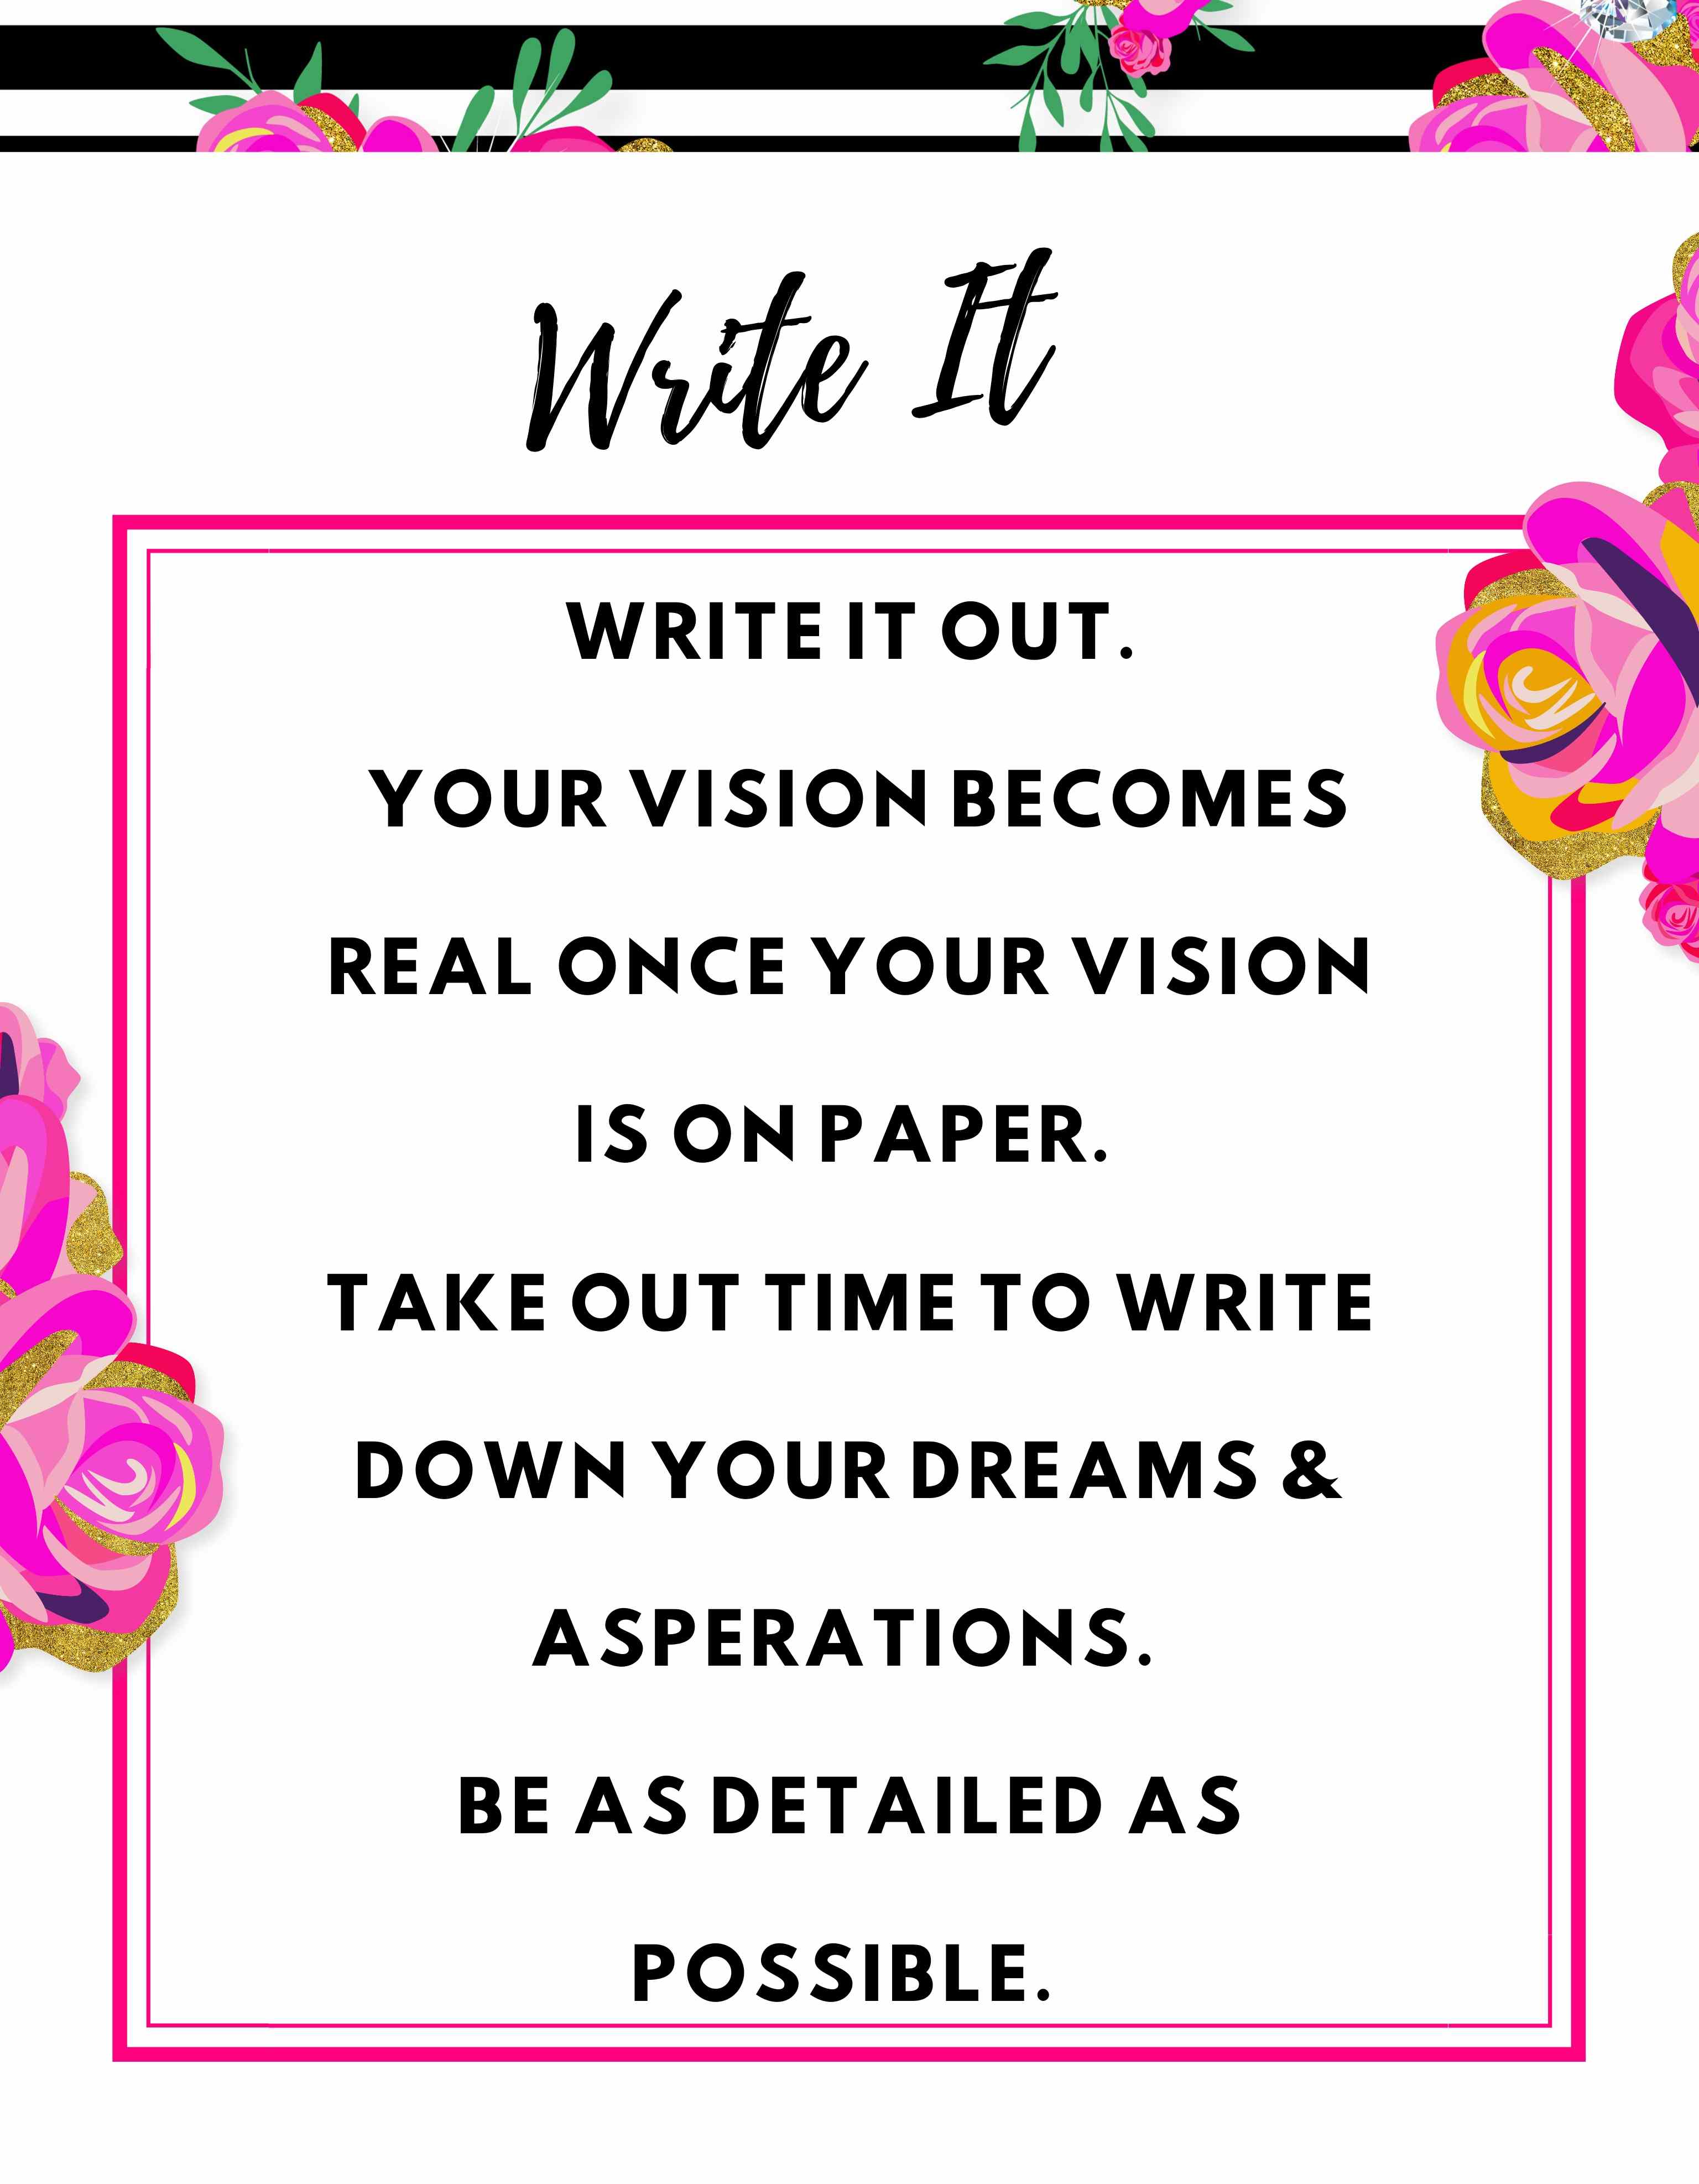 Write It
WRITE IT OUT.
YOUR VISION BECOMES
REAL ONCE YOUR VISION
IS ON PAPER.
TAKE OUT TIME TO WRITE
DOWN YOUR DREAMS &
ASPERATIONS.
BE AS DETAILED AS
POSSIBLE.